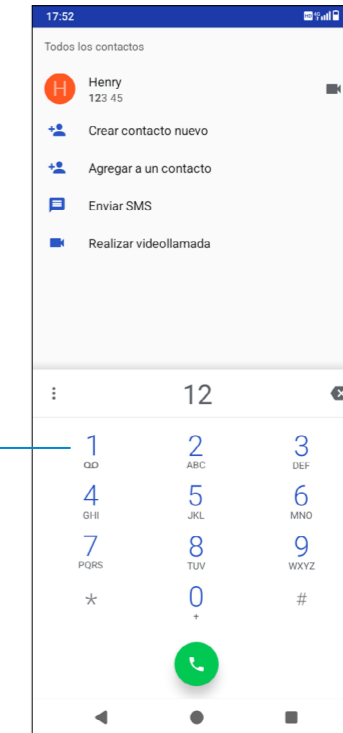 17:52
Todos los contactos
H
Henry
123 45
Crear contacto nuevo
Agregar a un contacto
Enviar SMS
Realizar videollamada
12
1 2 3
ABC DEF
4 5 6
GHI JKL MNO
7 8 9
PQRS TUV WXYZ
* 0 #
+